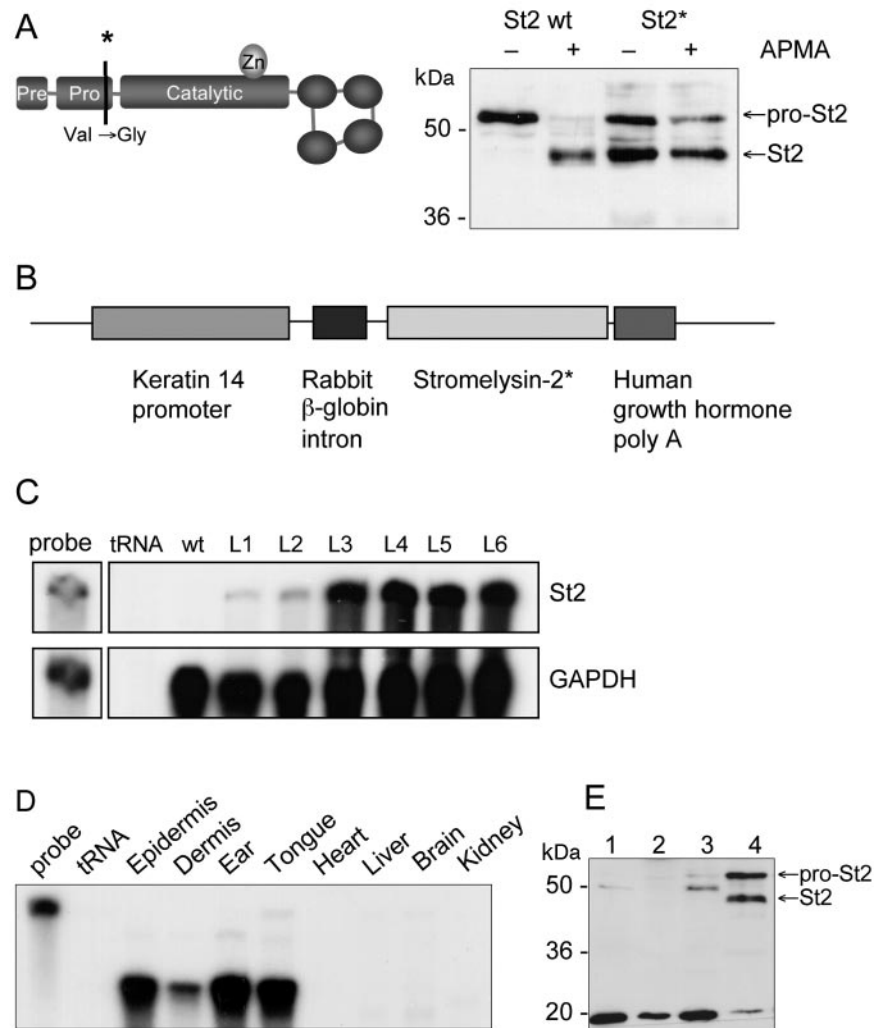 A
*
Zn
Pre Pro Catalytic
Val →Gly
St2 wt St2*
– + – + APMA
kDa
50 -
36 -
←pro-St2
←St2
B
Keratin 14
promoter
Rabbit
β-globin
intron
Stromelysin-2*
Human
growth hormone
poly A
C
probe tRNA wt L1 L2 L3 L4 L5 L6
St2
GAPDH
D
probe tRNA Epidermis Dermis Ear Tongue Heart Liver Brain Kidney
E
1 2 3 4
kDa
50 -
36 -
20 -
←pro-St2
←St2